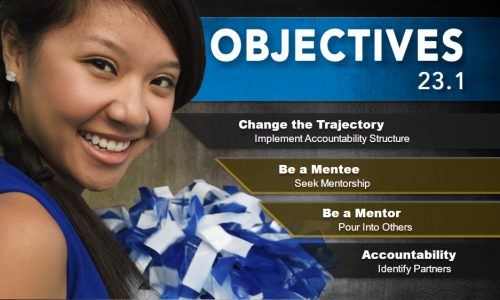 OBJECTIVES
23.1
Change the Trajectory
Implement Accountability Structure
Be a Mentee
Seek Mentorship
Be a Mentor
Pour Into Others
Accountability
Identify Partners